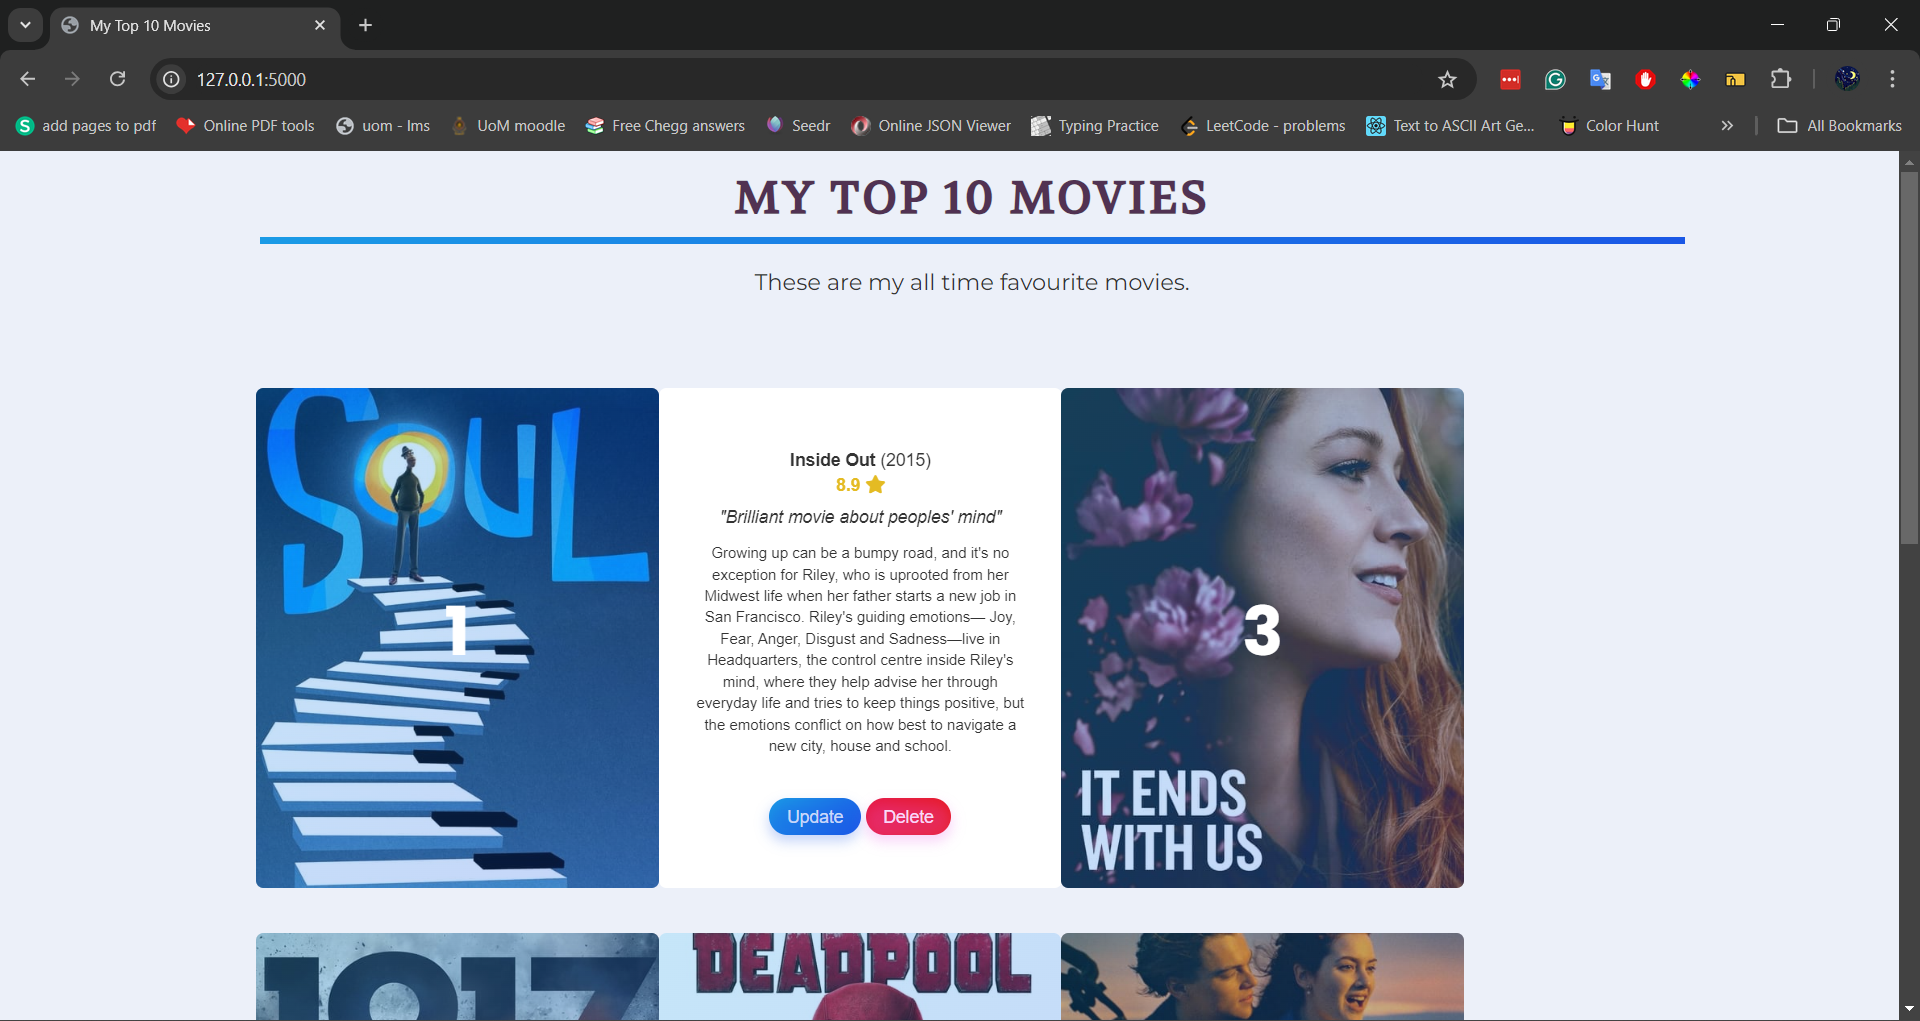 My Top 10 Movies
127.0.0.1:5000
add pages to pdf
Online PDF tools
uom - lms
UoM moodle
Free Chegg answers
Seedr
Online JSON Viewer
Typing Practice
LeetCode - problems
Text to ASCII Art Ge...
Color Hunt
All Bookmarks
MY TOP 10 MOVIES
These are my all time favourite movies.
SOUL
1
Inside Out (2015)
8.9
"Brilliant movie about peoples' mind"
Growing up can be a bumpy road, and it's no
exception for Riley, who is uprooted from her
Midwest life when her father starts a new job in
San Francisco. Riley's guiding emotions— Joy,
Fear, Anger, Disgust and Sadness—live in
Headquarters, the control centre inside Riley's
mind, where they help advise her through
everyday life and tries to keep things positive, but
the emotions conflict on how best to navigate a
new city, house and school.
Update Delete
3
IT ENDS
WITH US
1917
DEADPOOL